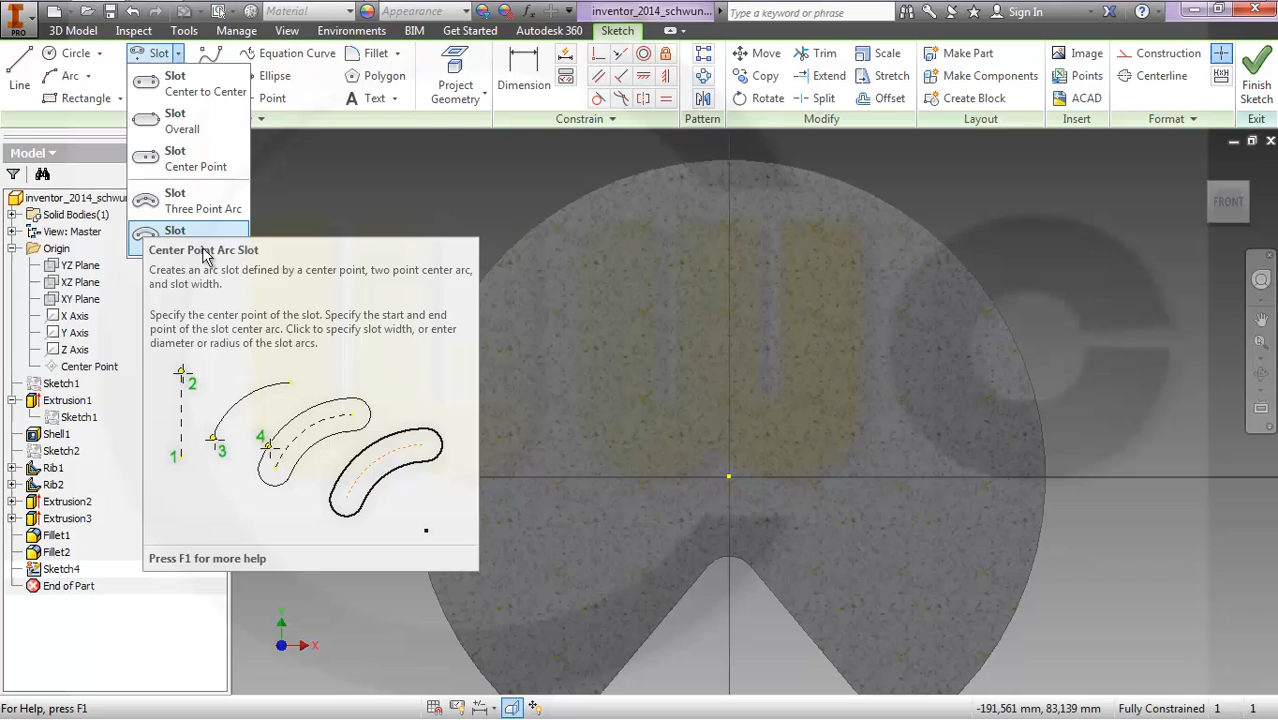 Material
Appearance
inventor_2014_schwun...
Type a keyword or phrase
Sign In
PRO
3D Model
Inspect
Tools
Manage
View
Environments
BIM
Get Started
Autodesk 360
Sketch
Line
Circle
Arc
Rectangle
Slot
Equation Curve
Ellipse
Point
Fillet
Polygon
Text
Project
Geometry
Dimension
Constrain
Pattern
Move
Copy
Rotate
Trim
Extend
Split
Scale
Stretch
Offset
Modify
Make Part
Make Components
Create Block
Layout
Image
Points
ACAD
Insert
Construction
Centerline
Format
Finish
Sketch
Exit
Slot
Center to Center
Slot
Overall
Slot
Center Point
Slot
Three Point Arc
Slot
Center Point Arc Slot
Creates an arc slot defined by a center point, two point center arc,
and slot width.
Specify the center point of the slot. Specify the start and end
point of the slot center arc. Click to specify slot width, or enter
diameter or radius of the slot arcs.
1
2
3
4
Press F1 for more help
Model
inventor_2014_schwun
Solid Bodies(1)
View: Master
Origin
YZ Plane
XZ Plane
XY Plane
X Axis
Y Axis
Z Axis
Center Point
Sketch1
Extrusion1
Sketch1
Shell1
Sketch2
Rib1
Rib2
Extrusion2
Extrusion3
Fillet1
Fillet2
Sketch4
End of Part
FRONT
X
For Help, press F1
-191,561 mm, 83,139 mm
Fully Constrained
1
1